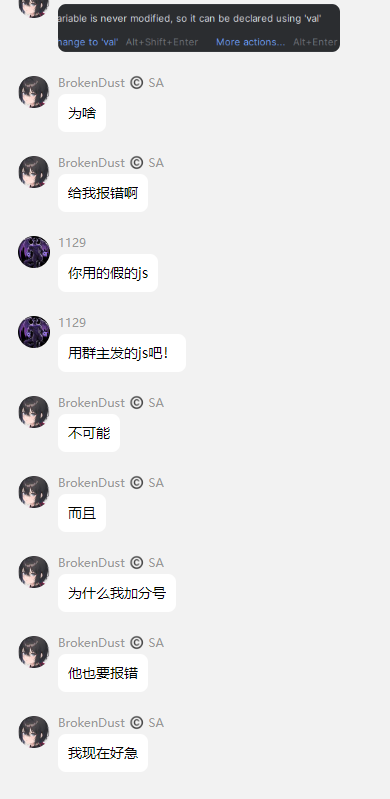 ariable is never modified, so it can be declared using 'val'
hange to 'val' Alt+Shift+Enter More actions... Alt+Enter
BrokenDust © SA
为啥
BrokenDust © SA
给我报错啊
1129
你用的假的js
1129
用群主发的js吧！
BrokenDust © SA
不可能
BrokenDust © SA
而且
BrokenDust © SA
为什么我加分号
BrokenDust © SA
他也要报错
BrokenDust © SA
我现在好急